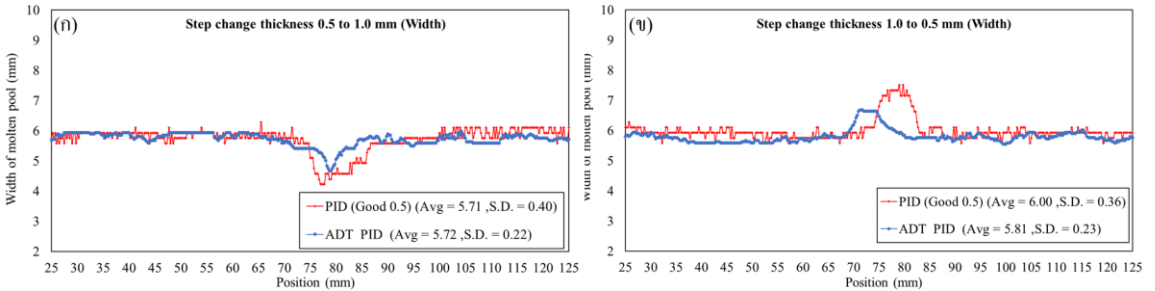 (ก)
Step change thickness 0.5 to 1.0 mm (Width)
Width of molten pool (mm)
10
9
8
7
6
5
4
3
2
PID (Good 0.5) (Avg = 5.71 ,S.D. = 0.40)
ADT PID (Avg = 5.72 ,S.D. = 0.22)
25 30 35 40 45 50 55 60 65 70 75 80 85 90 95 100 105 110 115 120 125
Position (mm)
(ข)
Step change thickness 1.0 to 0.5 mm (Width)
Width of molten pool (mm)
10
9
8
7
6
5
4
3
2
PID (Good 0.5) (Avg = 6.00 ,S.D. = 0.36)
ADT PID (Avg = 5.81 ,S.D. = 0.23)
25 30 35 40 45 50 55 60 65 70 75 80 85 90 95 100 105 110 115 120 125
Position (mm)